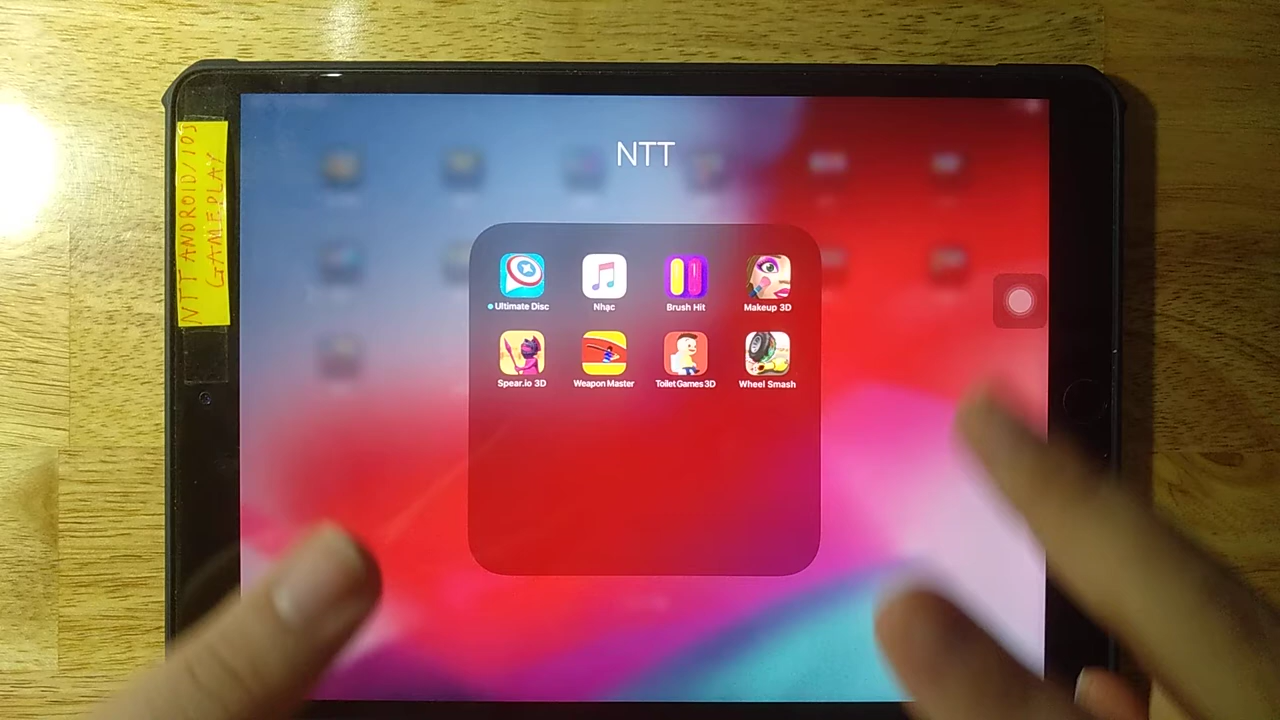 NTT ANDROID/IOS
GAMEPLAY
NTT
Ultimate Disc
Nhạc
Brush Hit
Makeup 3D
Spear.io 3D
Weapon Master
Toilet Games 3D
Wheel Smash